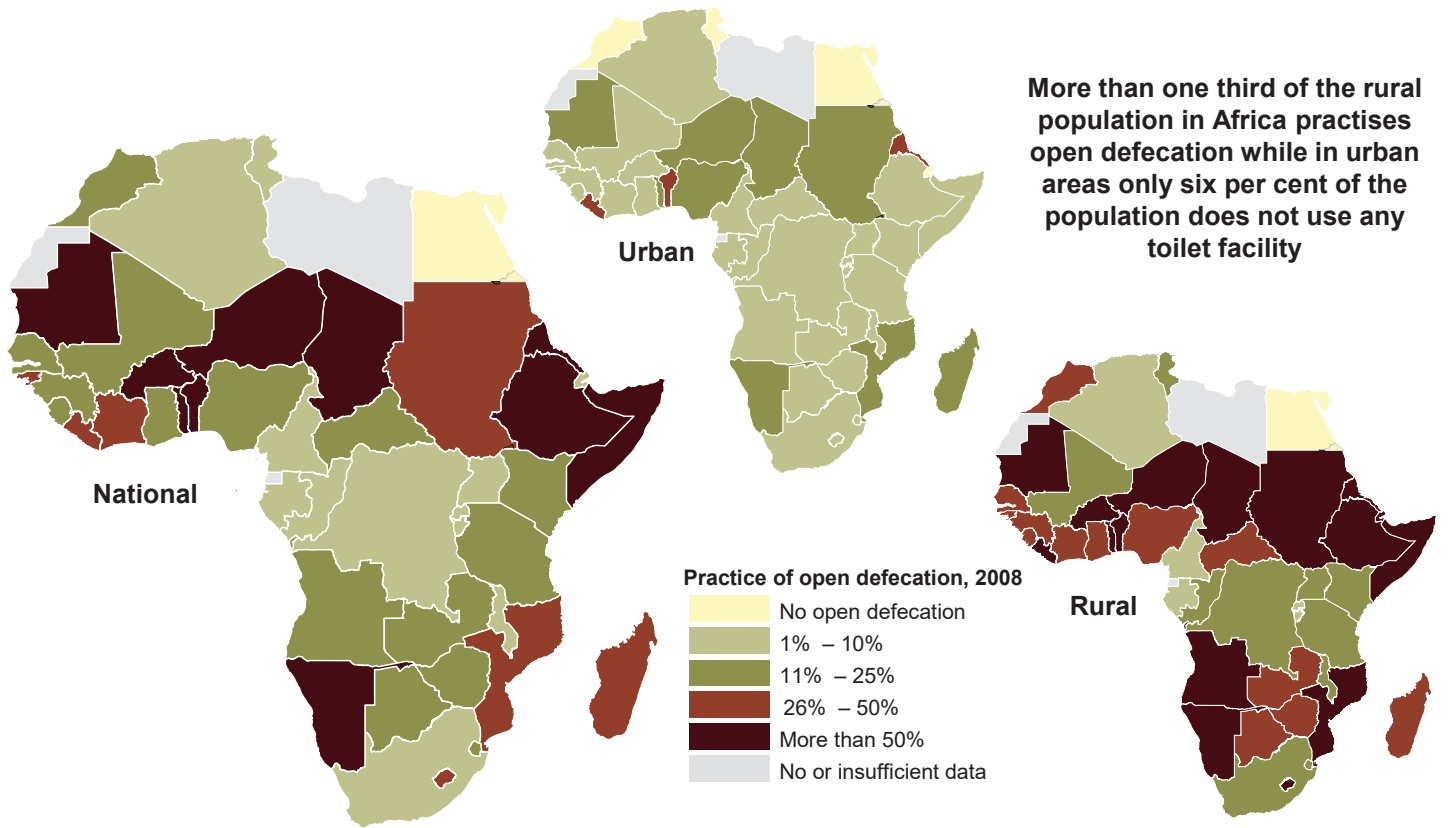 More than one third of the rural
population in Africa practises
open defecation while in urban
areas only six per cent of the
population does not use any
toilet facility
Urban
National
Rural
Practice of open defecation, 2008
No open defecation
1% – 10%
11% – 25%
26% – 50%
More than 50%
No or insufficient data